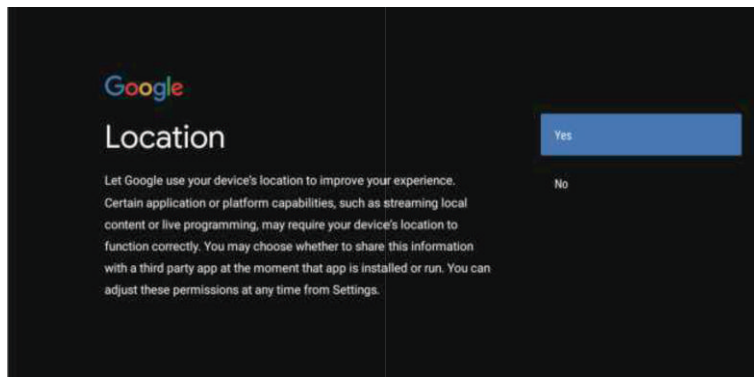 Google
Location
Let Google use your device's location to improve your experience.
Certain application or platform capabilities, such as streaming local
content or live programming, may require your device's location to
function correctly. You may choose whether to share this information
with a third party app at the moment that app is installed or run. You can
adjust these permissions at any time from Settings.
Yes
No